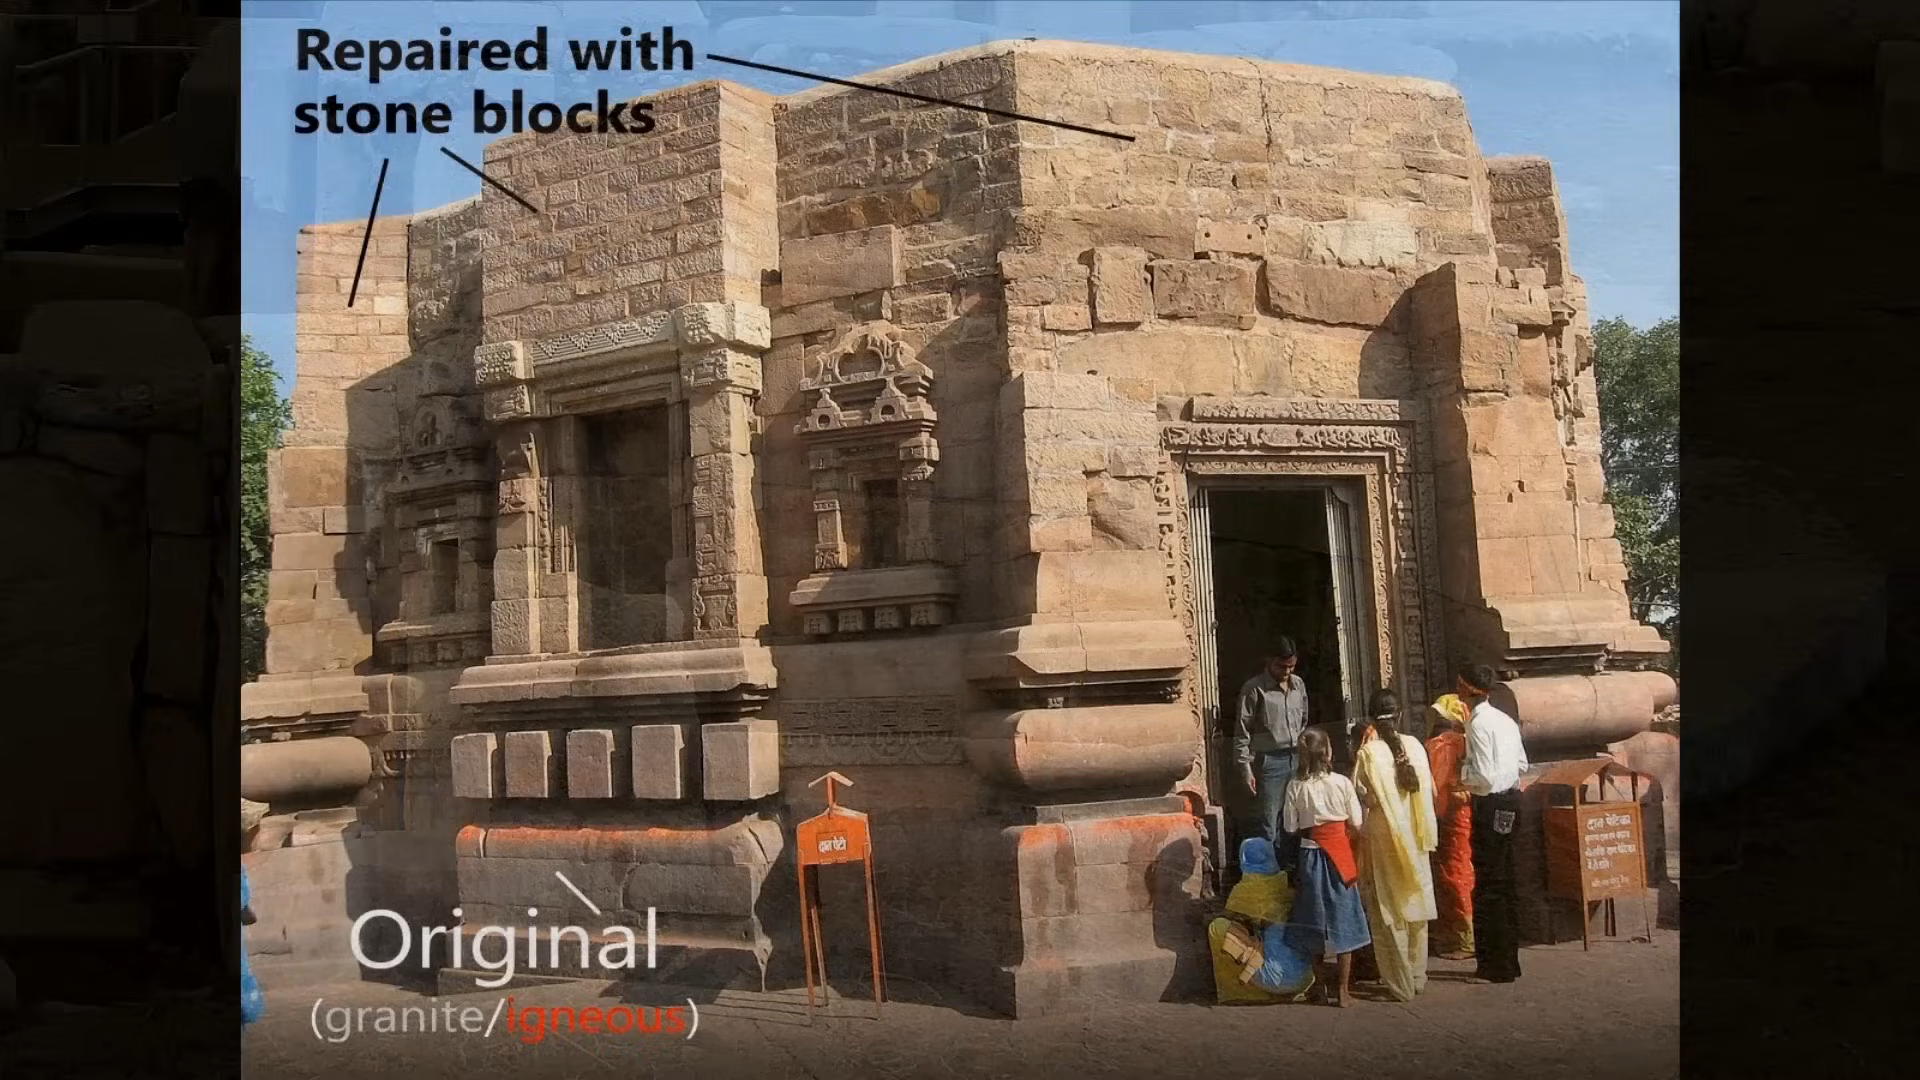 Repaired with
stone blocks
Original
(granite/igneous)
दान पेटी
दान पेटिका